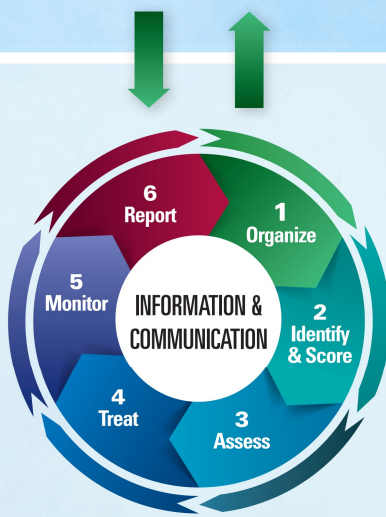 1
Organize
2
Identify
& Score
3
Assess
4
Treat
5
Monitor
6
Report
INFORMATION &
COMMUNICATION